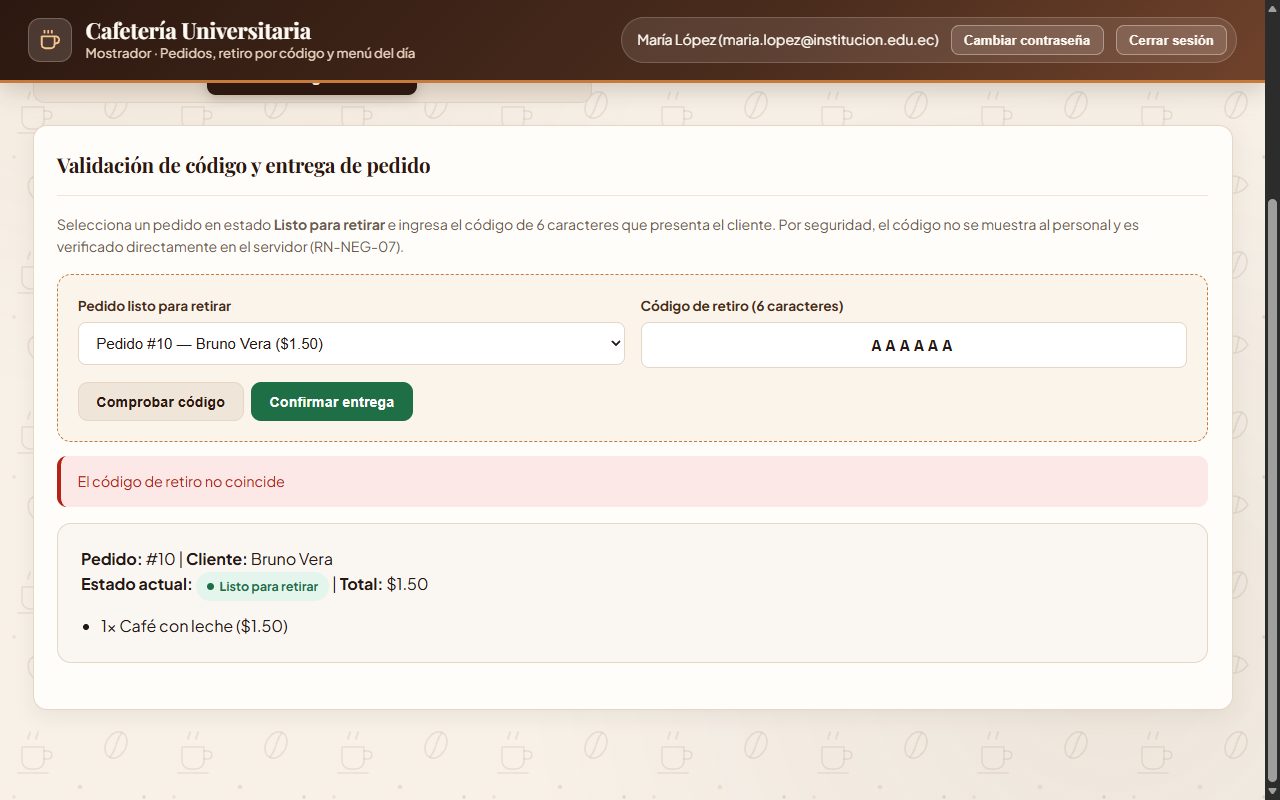 Cafetería Universitaria
Mostrador · Pedidos, retiro por código y menú del día
María López (maria.lopez@institucion.edu.ec)
Cambiar contraseña
Cerrar sesión
Validación de código y entrega de pedido
Selecciona un pedido en estado Listo para retirar e ingresa el código de 6 caracteres que presenta el cliente. Por seguridad, el código no se muestra al personal y es
verificado directamente en el servidor (RN-NEG-07).
Pedido listo para retirar
Código de retiro (6 caracteres)
Pedido #10 — Bruno Vera ($1.50)
AAAAAA
Comprobar código
Confirmar entrega
El código de retiro no coincide
Pedido: #10 | Cliente: Bruno Vera
Estado actual: • Listo para retirar | Total: $1.50
• 1× Café con leche ($1.50)